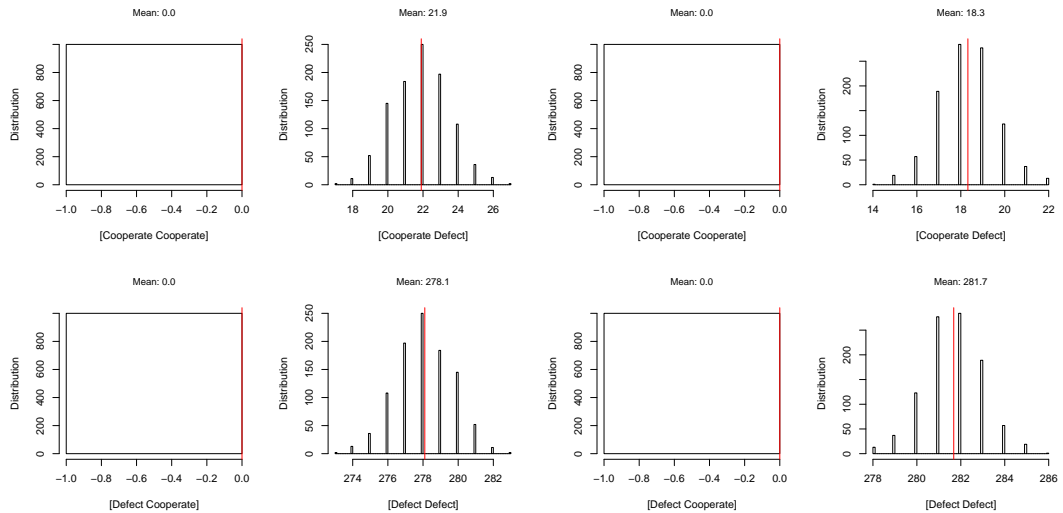 Mean: 0.0
Distribution
0 200 400 600 800
−1.0 −0.8 −0.6 −0.4 −0.2 0.0
[Cooperate Cooperate]
Mean: 21.9
Distribution
0 50 100 150 200 250
18 20 22 24 26
[Cooperate Defect]
Mean: 0.0
Distribution
0 200 400 600 800
−1.0 −0.8 −0.6 −0.4 −0.2 0.0
[Cooperate Cooperate]
Mean: 18.3
Distribution
0 50 100 200
14 16 18 20 22
[Cooperate Defect]
Mean: 0.0
Distribution
0 200 400 600 800
−1.0 −0.8 −0.6 −0.4 −0.2 0.0
[Defect Cooperate]
Mean: 278.1
Distribution
0 50 100 150 200 250
274 276 278 280 282
[Defect Defect]
Mean: 0.0
Distribution
0 200 400 600 800
−1.0 −0.8 −0.6 −0.4 −0.2 0.0
[Defect Cooperate]
Mean: 281.7
Distribution
0 50 100 200
278 280 282 284 286
[Defect Defect]